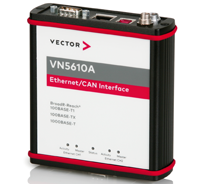 VECTOR
VN5610A
Ethernet/CAN Interface
BroadR-Reach®
100BASE-T1
100BASE-TX
1000BASE-T